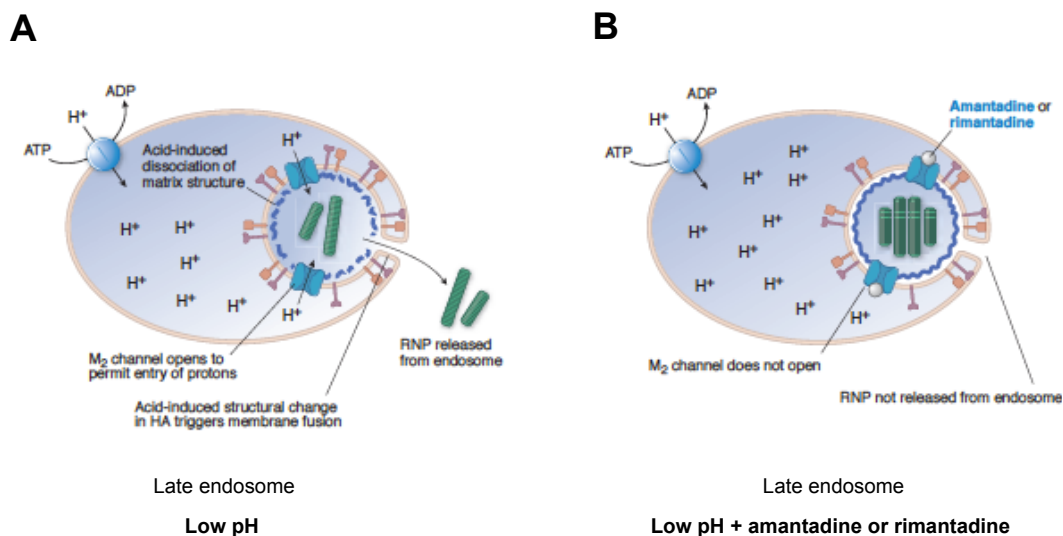 A
ADP
H+
ATP
Acid-induced
dissociation of
matrix structure
H+
H+
H+
H+
H+
H+
H+
H+
M2 channel opens to
permit entry of protons
Acid-induced structural change
in HA triggers membrane fusion
RNP released
from endosome
Late endosome
Low pH
B
ADP
H+
ATP
Amantadine or
rimantadine
H+
H+
H+
H+
H+
H+
H+
H+
H+
H+
M2 channel does not open
RNP not released from endosome
Late endosome
Low pH + amantadine or rimantadine